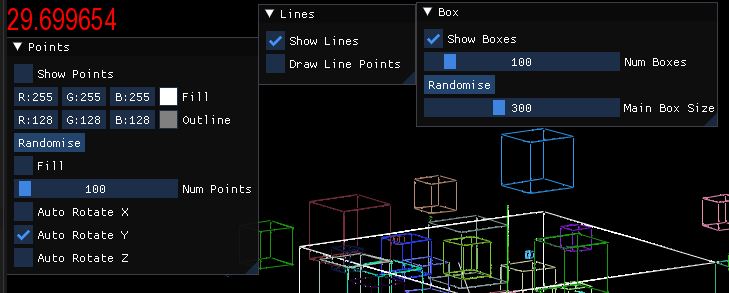 29.699654
Points
Show Points
R:255 G:255 B:255 Fill
R:128 G:128 B:128 Outline
Randomise
Fill
100 Num Points
Auto Rotate X
Auto Rotate Y
Auto Rotate Z
Lines
Show Lines
Draw Line Points
Box
Show Boxes
100 Num Boxes
Randomise
300 Main Box Size